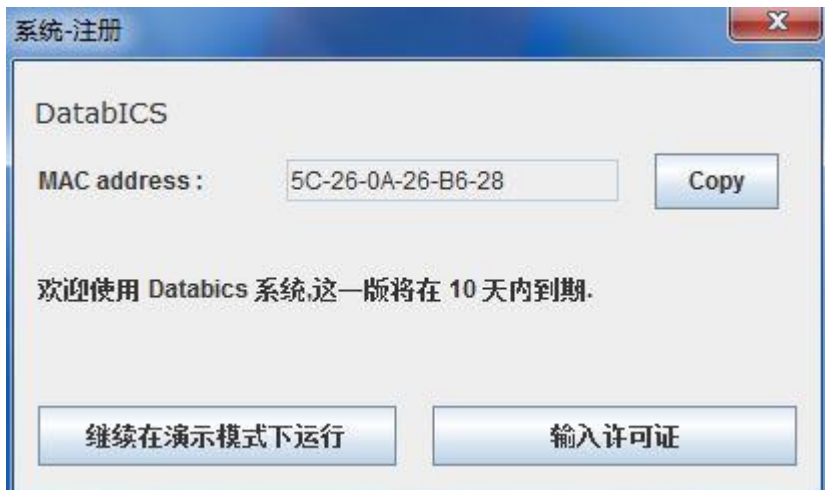 系统-注册
DatabICS
MAC address : 5C-26-0A-26-B6-28 Copy
欢迎使用 Databics 系统,这一版将在 10 天内到期.
继续在演示模式下运行 输入许可证